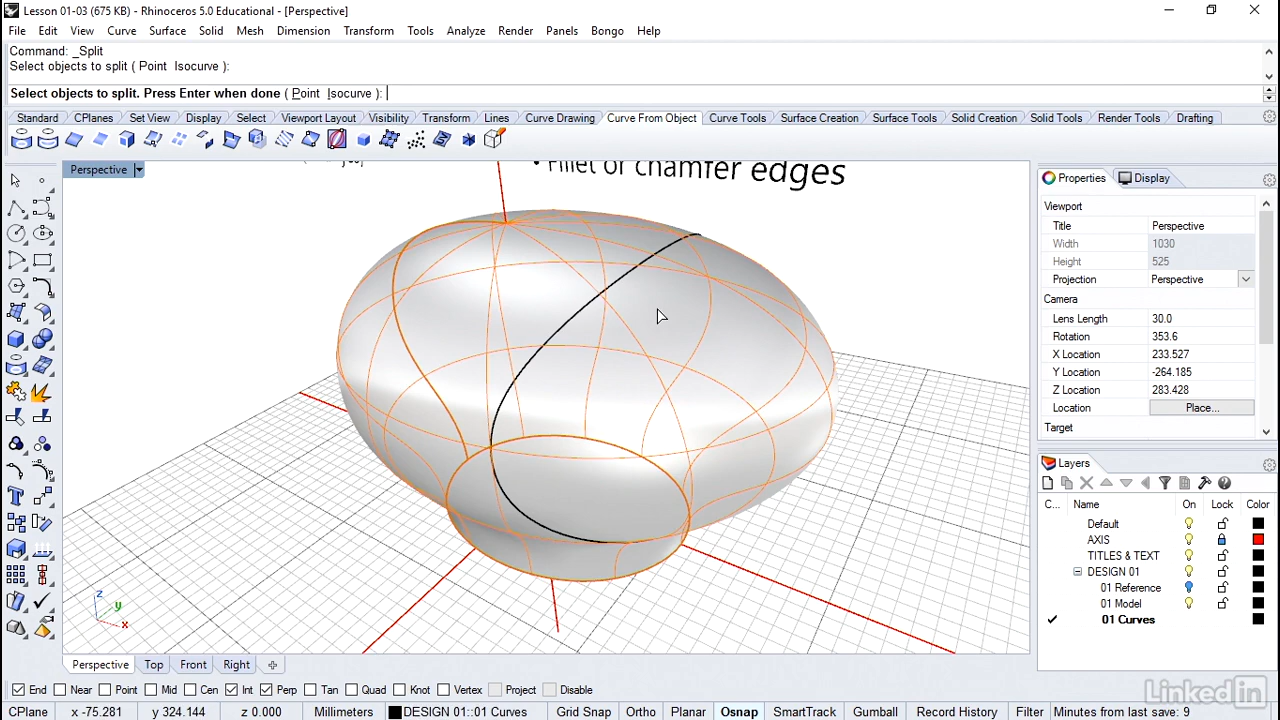 Lesson 01-03 (675 KB) - Rhinoceros 5.0 Educational - [Perspective]
File Edit View Curve Surface Solid Mesh Dimension Transform Tools Analyze Render Panels Bongo Help
Command: _Split
Select objects to split ( Point Isocurve ):
Select objects to split. Press Enter when done ( Point Isocurve ):
Standard CPlanes Set View Display Select Viewport Layout Visibility Transform Lines Curve Drawing Curve From Object Curve Tools Surface Creation Surface Tools Solid Creation Solid Tools Render Tools Drafting
Perspective
• Fillet or chamfer edges
Properties Display
Viewport
Title Perspective
Width 1030
Height 525
Projection Perspective
Camera
Lens Length 30.0
Rotation 353.6
X Location 233.527
Y Location -264.185
Z Location 283.428
Location Place...
Target
Layers
C... Name On Lock Color
Default
AXIS
TITLES & TEXT
DESIGN 01
01 Reference
01 Model
01 Curves
z
y
x
Perspective Top Front Right
End Near Point Mid Cen Int Perp Tan Quad Knot Vertex Project Disable
CPlane x -75.281 y 324.144 z 0.000 Millimeters DESIGN 01::01 Curves Grid Snap Ortho Planar Osnap SmartTrack Gumball Record History Filter Minutes from last save: 9
LinkedIn